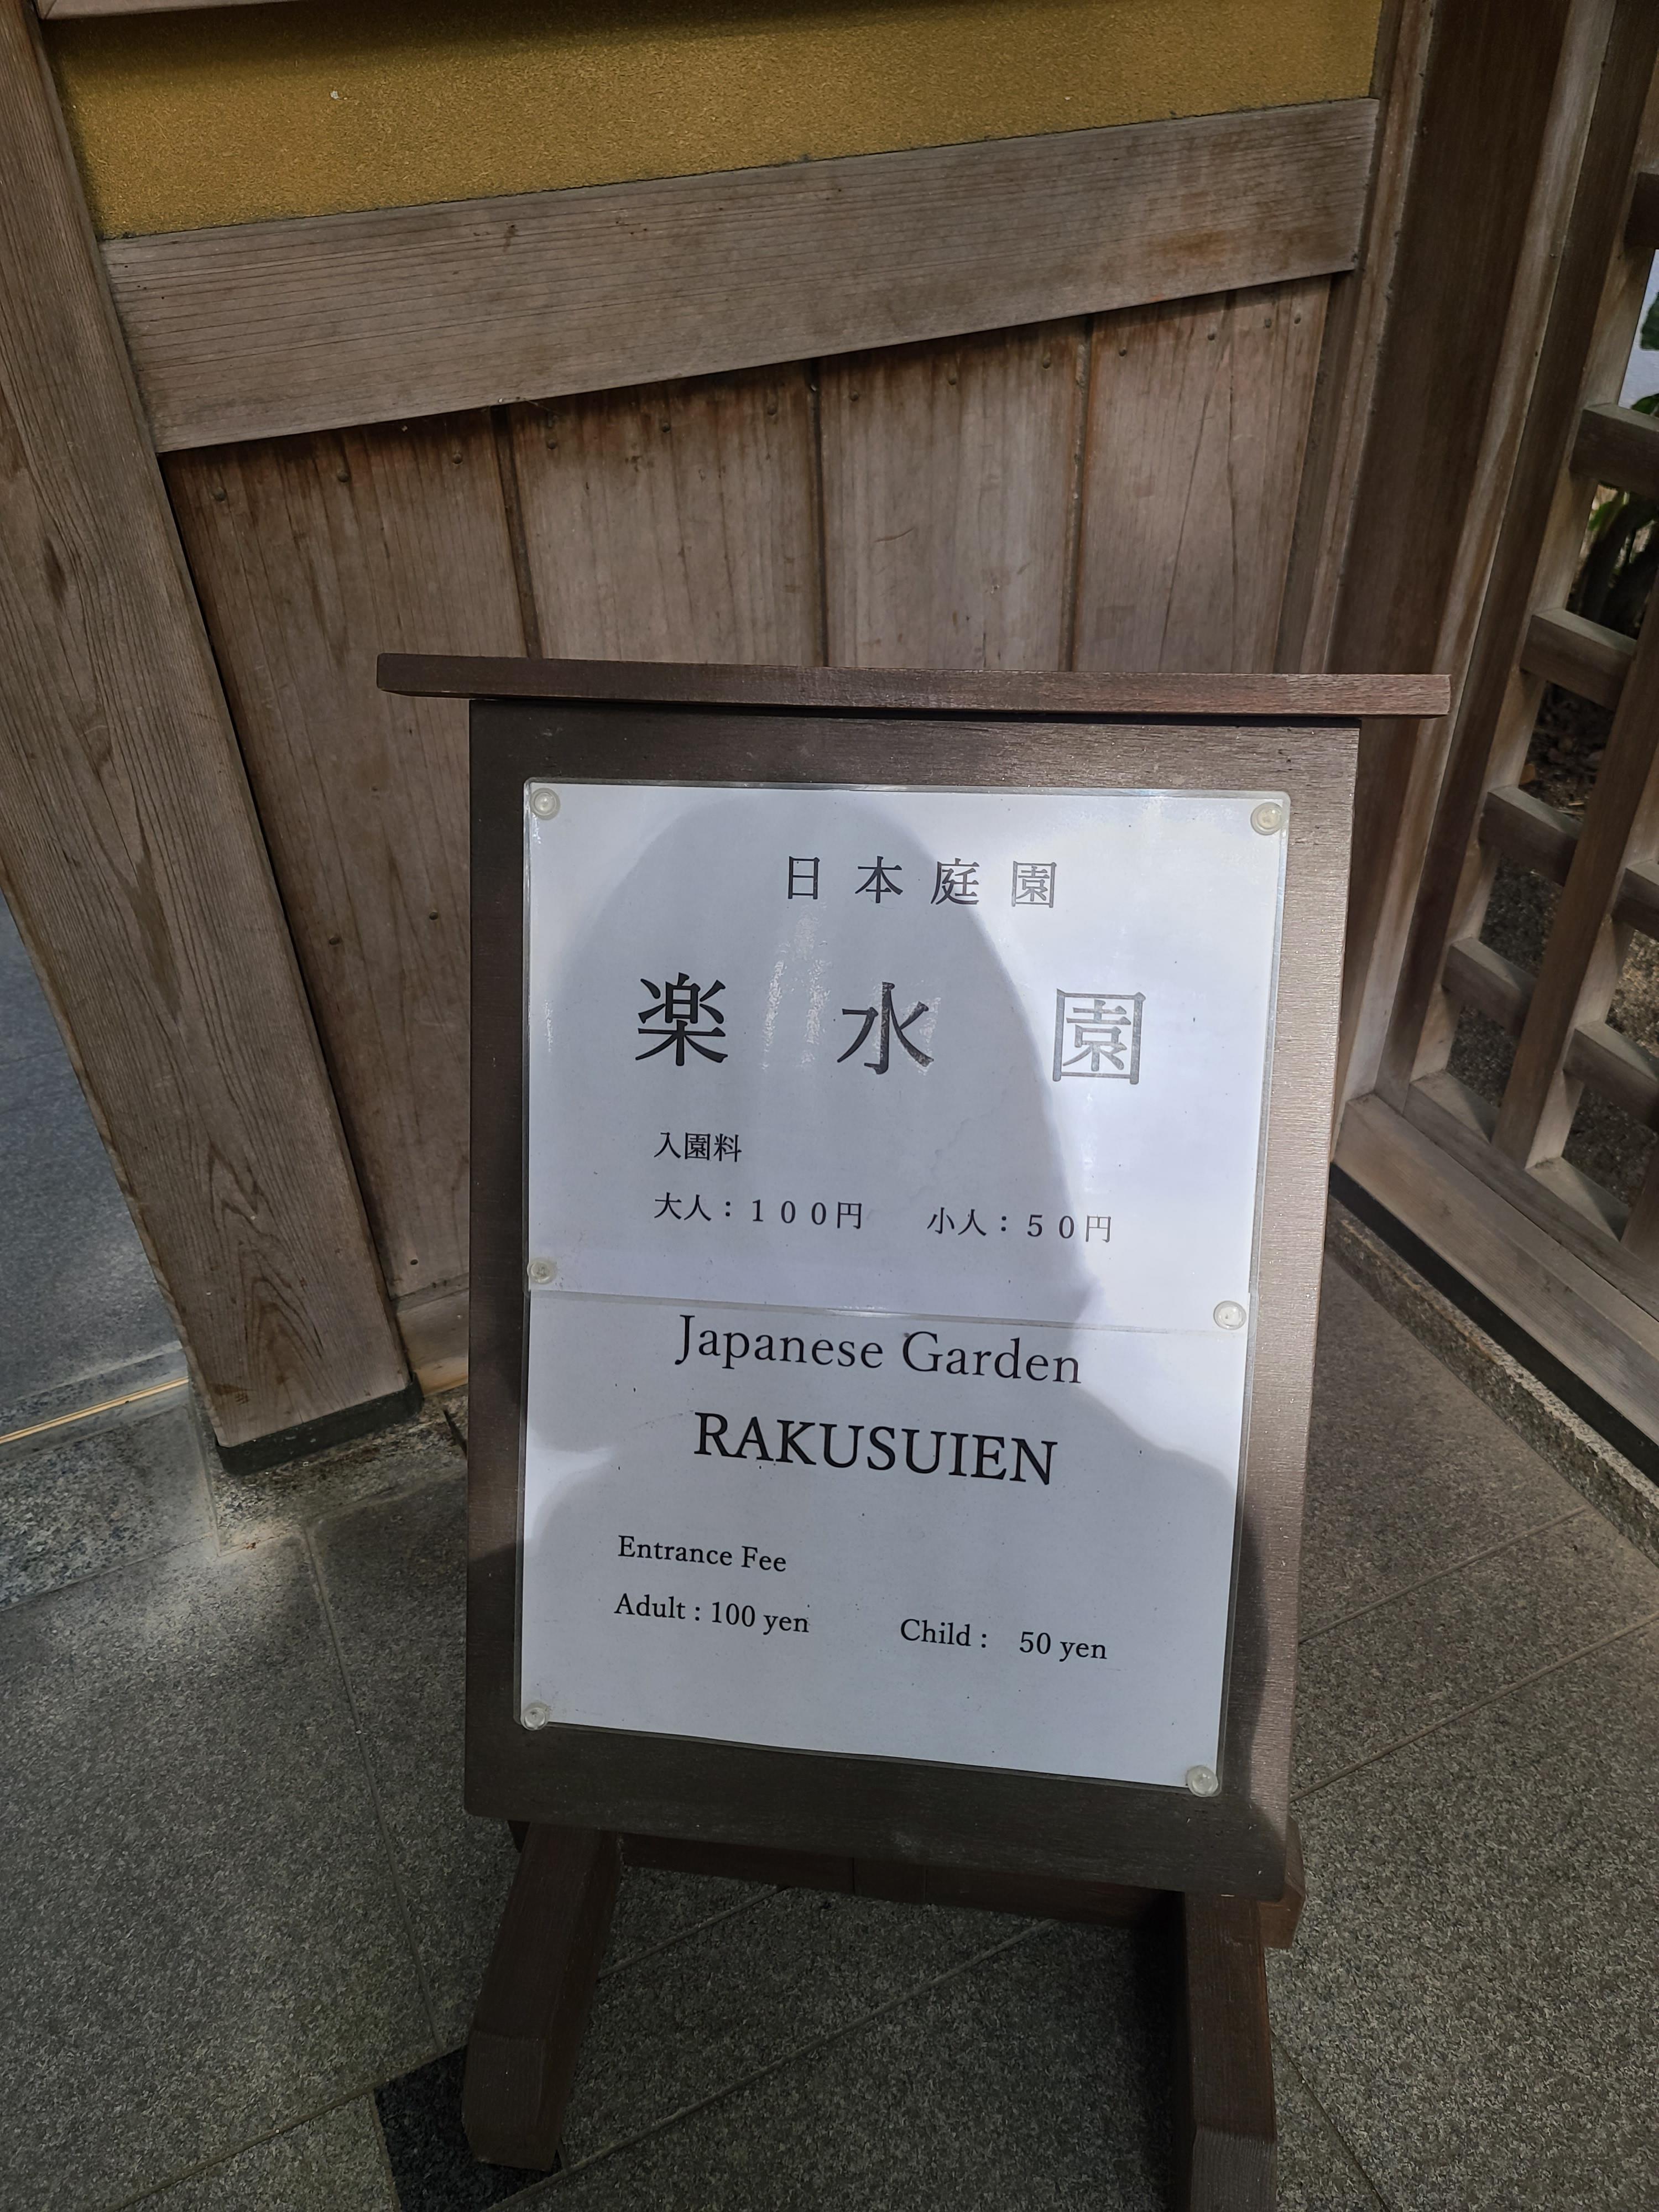 日本庭園
楽水園
入園料
大人：１００円　　小人：５０円
Japanese Garden
RAKUSUIEN
Entrance Fee
Adult : 100 yen　　Child :　50 yen